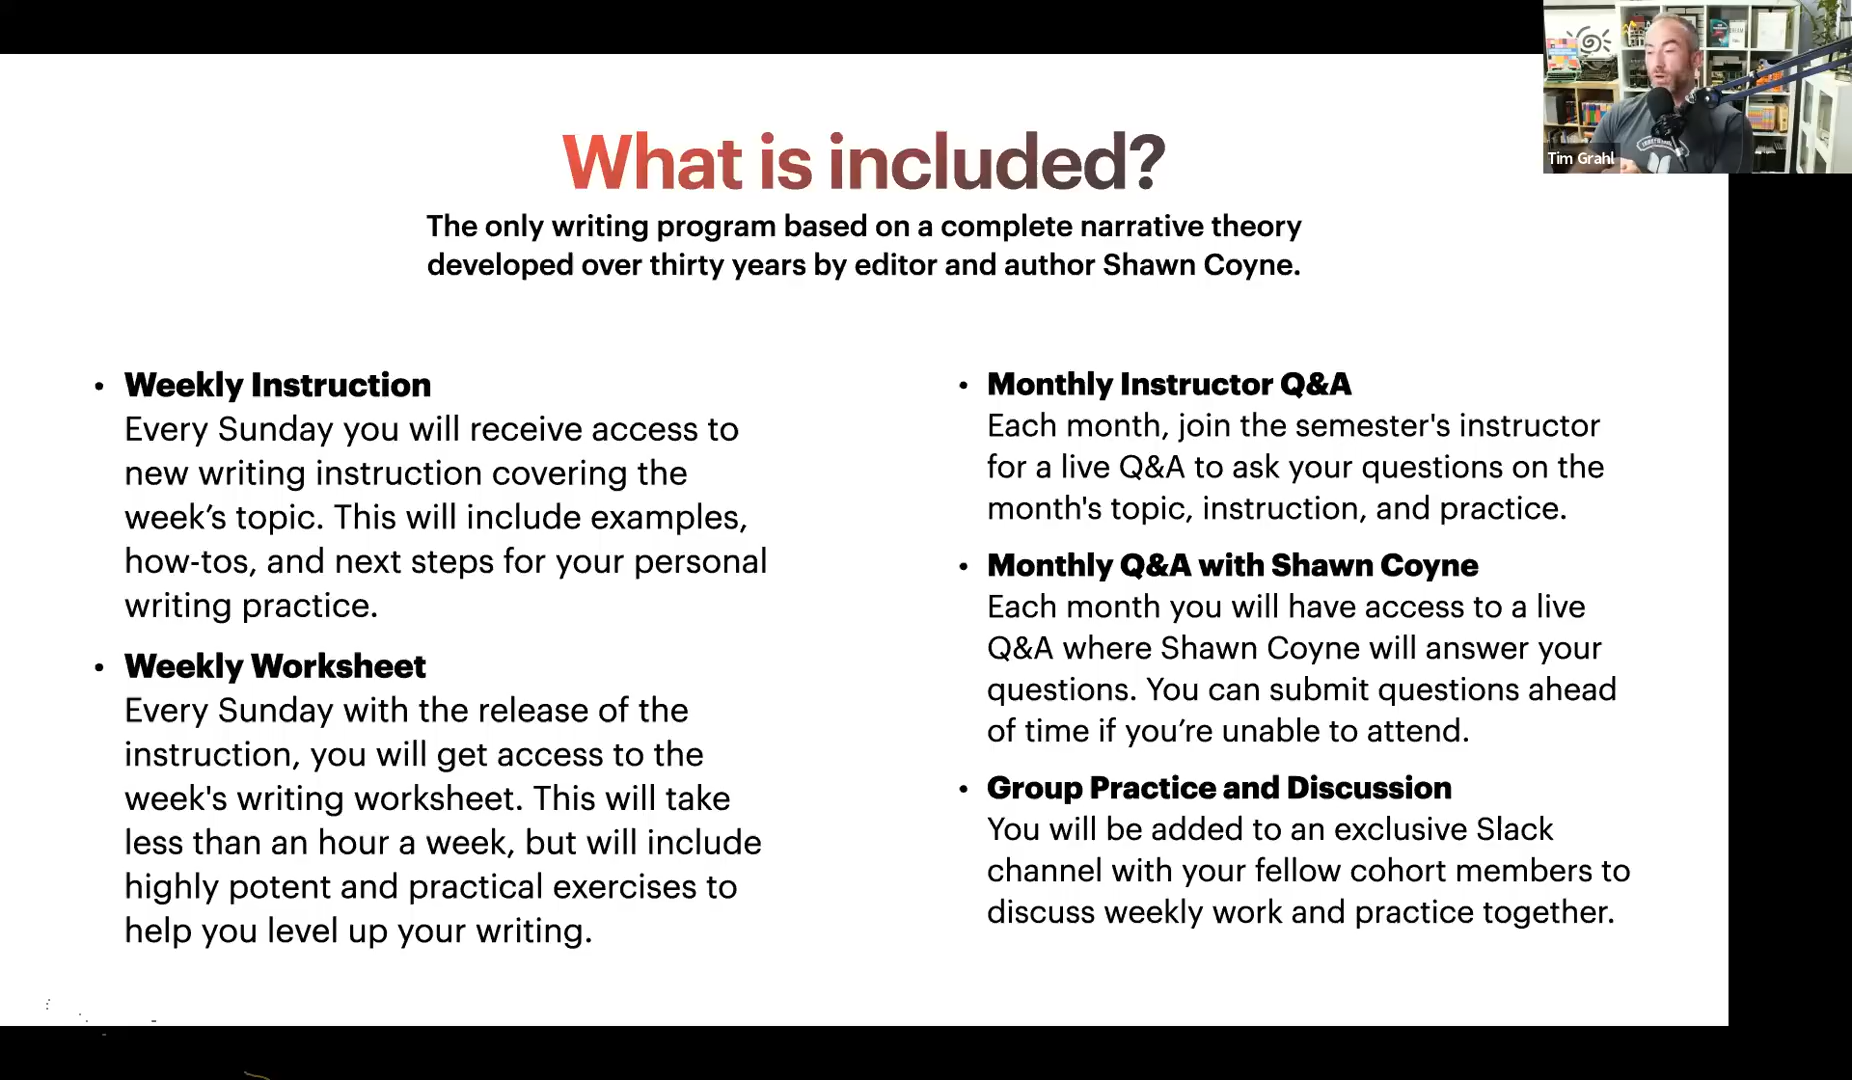 What is included?
The only writing program based on a complete narrative theory
developed over thirty years by editor and author Shawn Coyne.
• Weekly Instruction
Every Sunday you will receive access to
new writing instruction covering the
week’s topic. This will include examples,
how-tos, and next steps for your personal
writing practice.
• Weekly Worksheet
Every Sunday with the release of the
instruction, you will get access to the
week's writing worksheet. This will take
less than an hour a week, but will include
highly potent and practical exercises to
help you level up your writing.
• Monthly Instructor Q&A
Each month, join the semester's instructor
for a live Q&A to ask your questions on the
month's topic, instruction, and practice.
• Monthly Q&A with Shawn Coyne
Each month you will have access to a live
Q&A where Shawn Coyne will answer your
questions. You can submit questions ahead
of time if you’re unable to attend.
• Group Practice and Discussion
You will be added to an exclusive Slack
channel with your fellow cohort members to
discuss weekly work and practice together.
Tim Grahl